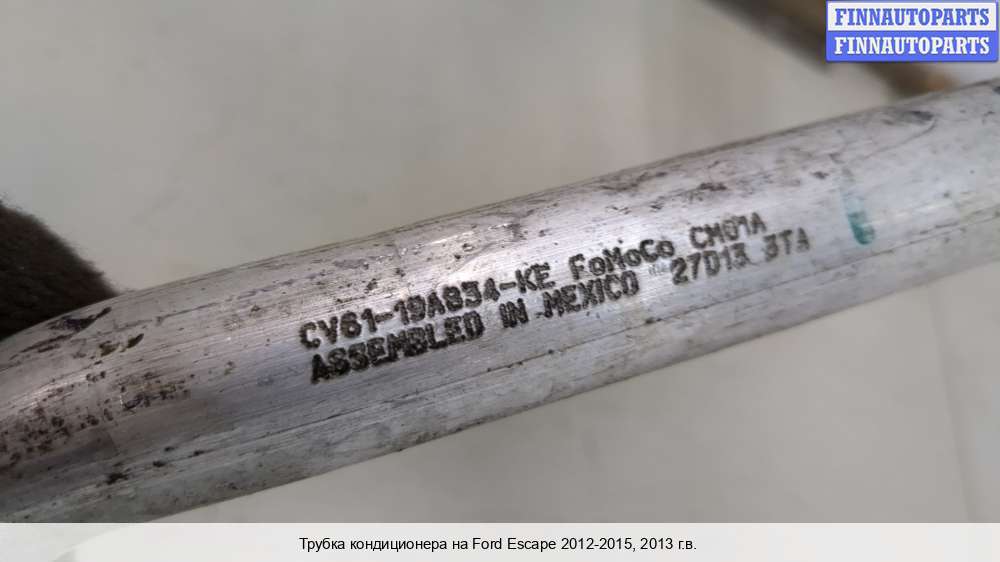 FINNAUTOPARTS
FINNAUTOPARTS
CV61-19A834-KE FoMoCo CM01A
ASSEMBLED IN MEXICO 27013 3TA
Трубка кондиционера на Ford Escape 2012-2015, 2013 г.в.